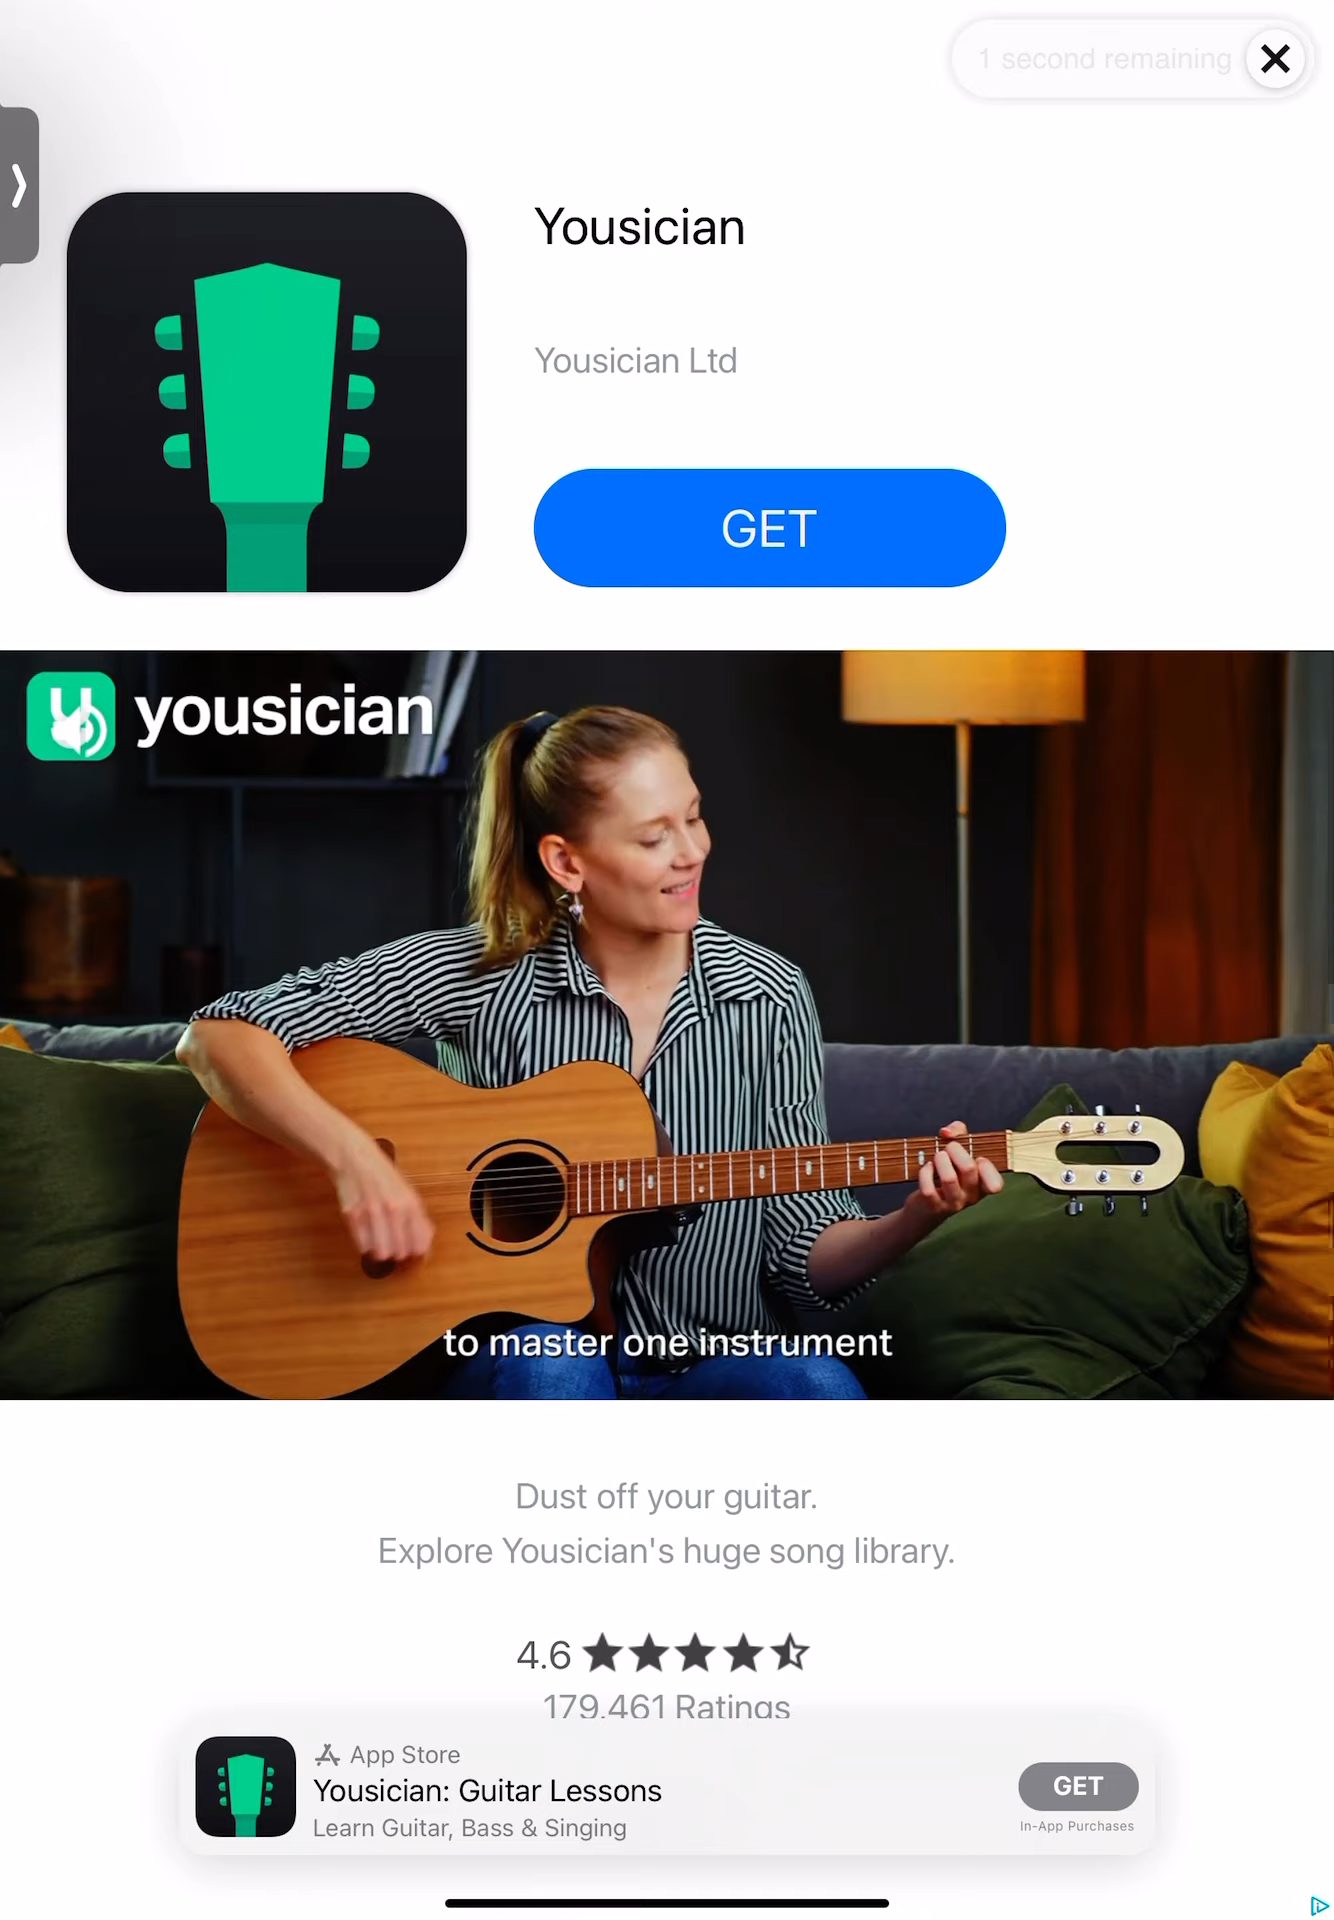 1 second remaining
Yousician
Yousician Ltd
GET
yousician
to master one instrument
Dust off your guitar.
Explore Yousician's huge song library.
4.6
179,461 Ratings
App Store
Yousician: Guitar Lessons
Learn Guitar, Bass & Singing
GET
In-App Purchases